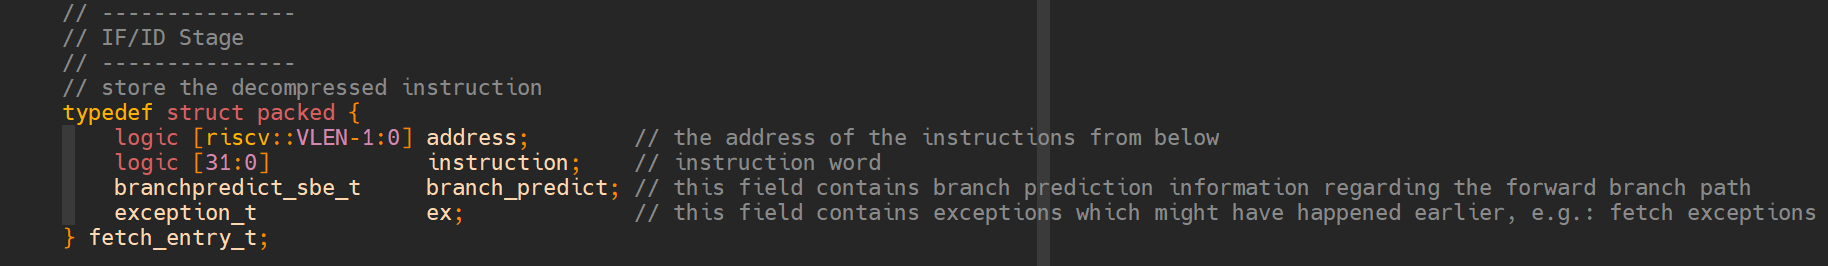 // ---------------
// IF/ID Stage
// ---------------
// store the decompressed instruction
typedef struct packed {
    logic [riscv::VLEN-1:0] address;        // the address of the instructions from below
    logic [31:0]            instruction;    // instruction word
    branchpredict_sbe_t     branch_predict; // this field contains branch prediction information regarding the forward branch path
    exception_t             ex;             // this field contains exceptions which might have happened earlier, e.g.: fetch exceptions
} fetch_entry_t;